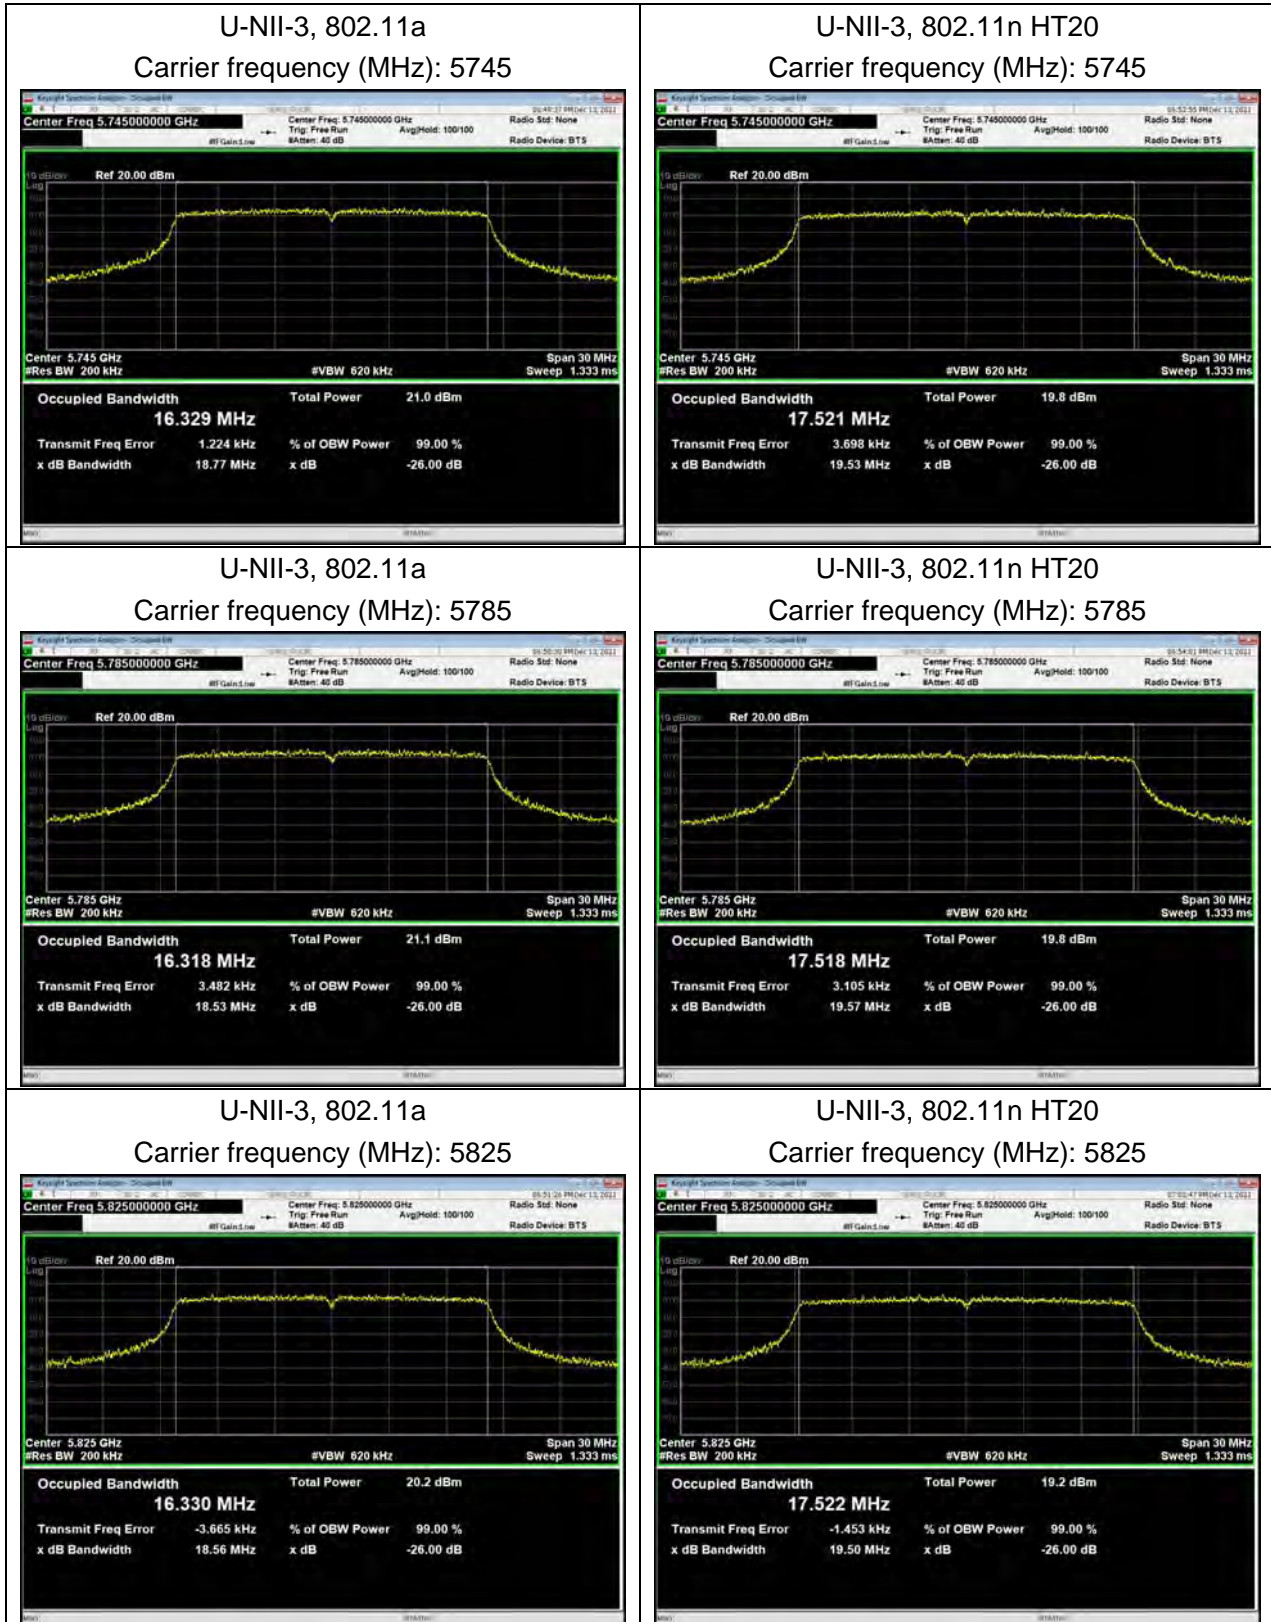 U-NII-3, 802.11a
Carrier frequency (MHz): 5745
Center Freq 5.745000000 GHz
Center Freq: 5.745000000 GHz
Trig: Free Run
Avg|Hold: 100/100
#Atten: 40 dB
Radio Std: None
Radio Device: BTS
Ref 20.00 dBm
Center 5.745 GHz
Span 30 MHz
#Res BW 200 kHz
#VBW 620 kHz
Sweep 1.333 ms
Occupied Bandwidth
Total Power 21.0 dBm
16.329 MHz
Transmit Freq Error 1.224 kHz % of OBW Power 99.00 %
x dB Bandwidth 18.77 MHz x dB -26.00 dB
U-NII-3, 802.11n HT20
Carrier frequency (MHz): 5745
Center Freq 5.745000000 GHz
Center Freq: 5.745000000 GHz
Trig: Free Run
Avg|Hold: 100/100
#Atten: 40 dB
Radio Std: None
Radio Device: BTS
Ref 20.00 dBm
Center 5.745 GHz
Span 30 MHz
#Res BW 200 kHz
#VBW 620 kHz
Sweep 1.333 ms
Occupied Bandwidth
Total Power 19.8 dBm
17.521 MHz
Transmit Freq Error 3.698 kHz % of OBW Power 99.00 %
x dB Bandwidth 19.53 MHz x dB -26.00 dB
U-NII-3, 802.11a
Carrier frequency (MHz): 5785
Center Freq 5.785000000 GHz
Center Freq: 5.785000000 GHz
Trig: Free Run
Avg|Hold: 100/100
#Atten: 40 dB
Radio Std: None
Radio Device: BTS
Ref 20.00 dBm
Center 5.785 GHz
Span 30 MHz
#Res BW 200 kHz
#VBW 620 kHz
Sweep 1.333 ms
Occupied Bandwidth
Total Power 21.1 dBm
16.318 MHz
Transmit Freq Error 3.482 kHz % of OBW Power 99.00 %
x dB Bandwidth 18.53 MHz x dB -26.00 dB
U-NII-3, 802.11n HT20
Carrier frequency (MHz): 5785
Center Freq 5.785000000 GHz
Center Freq: 5.785000000 GHz
Trig: Free Run
Avg|Hold: 100/100
#Atten: 40 dB
Radio Std: None
Radio Device: BTS
Ref 20.00 dBm
Center 5.785 GHz
Span 30 MHz
#Res BW 200 kHz
#VBW 620 kHz
Sweep 1.333 ms
Occupied Bandwidth
Total Power 19.8 dBm
17.518 MHz
Transmit Freq Error 3.105 kHz % of OBW Power 99.00 %
x dB Bandwidth 19.57 MHz x dB -26.00 dB
U-NII-3, 802.11a
Carrier frequency (MHz): 5825
Center Freq 5.825000000 GHz
Center Freq: 5.825000000 GHz
Trig: Free Run
Avg|Hold: 100/100
#Atten: 40 dB
Radio Std: None
Radio Device: BTS
Ref 20.00 dBm
Center 5.825 GHz
Span 30 MHz
#Res BW 200 kHz
#VBW 620 kHz
Sweep 1.333 ms
Occupied Bandwidth
Total Power 20.2 dBm
16.330 MHz
Transmit Freq Error -3.665 kHz % of OBW Power 99.00 %
x dB Bandwidth 18.56 MHz x dB -26.00 dB
U-NII-3, 802.11n HT20
Carrier frequency (MHz): 5825
Center Freq 5.825000000 GHz
Center Freq: 5.825000000 GHz
Trig: Free Run
Avg|Hold: 100/100
#Atten: 40 dB
Radio Std: None
Radio Device: BTS
Ref 20.00 dBm
Center 5.825 GHz
Span 30 MHz
#Res BW 200 kHz
#VBW 620 kHz
Sweep 1.333 ms
Occupied Bandwidth
Total Power 19.2 dBm
17.522 MHz
Transmit Freq Error -1.453 kHz % of OBW Power 99.00 %
x dB Bandwidth 19.50 MHz x dB -26.00 dB